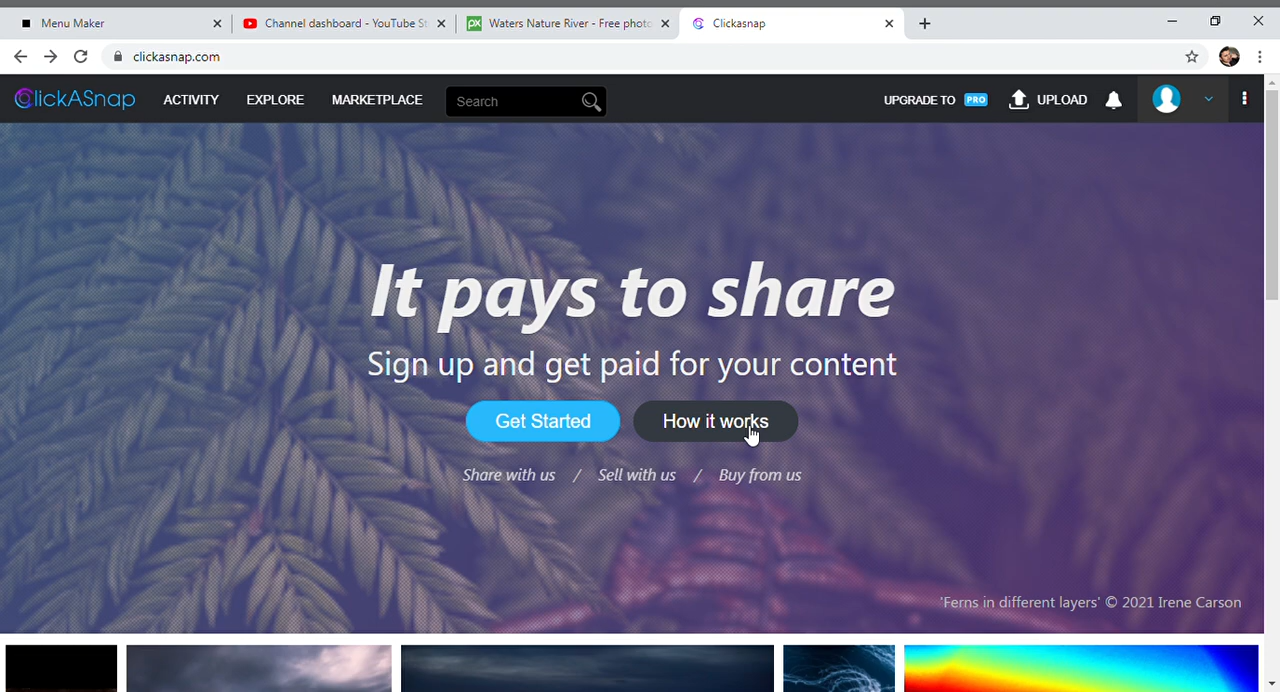 Menu Maker
Channel dashboard - YouTube St
Waters Nature River - Free photo
Clickasnap
clickasnap.com
ClickASnap
ACTIVITY
EXPLORE
MARKETPLACE
Search
UPGRADE TO PRO
UPLOAD
It pays to share
Sign up and get paid for your content
Get Started
How it works
Share with us / Sell with us / Buy from us
'Ferns in different layers' © 2021 Irene Carson